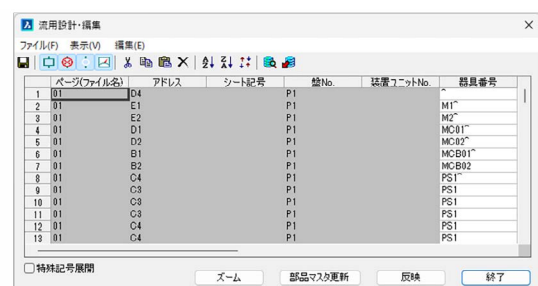 流用設計・編集
ファイル(F) 表示(V) 編集(E)
ページ(ファイル名) アドレス シート記号 盤No. 装置ユニットNo. 器具番号
1 01 D4 P1 ^
2 01 E1 P1 M1^
3 01 E2 P1 M2^
4 01 D1 P1 MC01^
5 01 D2 P1 MC02^
6 01 B1 P1 MCB01^
7 01 B2 P1 MCB02
8 01 C4 P1 PS1^
9 01 C3 P1 PS1
10 01 C3 P1 PS1
11 01 C3 P1 PS1
12 01 C4 P1 PS1
13 01 C4 P1 PS1
特殊記号展開
ズーム 部品マスタ更新 反映 終了